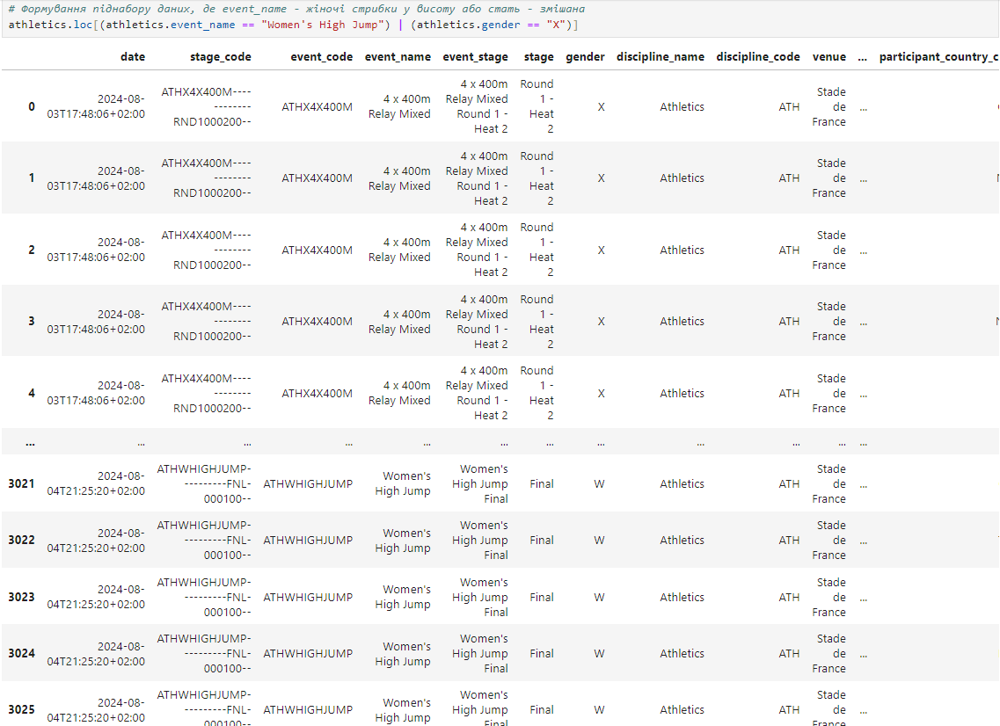 # Формування піднабору даних, де event_name - жіночі стрибки у висоту або стать - змішана
athletics.loc[(athletics.event_name == "Women's High Jump") | (athletics.gender == "X")]
date stage_code event_code event_name event_stage stage gender discipline_name discipline_code venue ... participant_country_c
0 2024-08-03T17:48:06+02:00 ATHX4X400M------------RND1000200-- ATHX4X400M 4 x 400m Relay Mixed 4 x 400m Relay Mixed Round 1 - Heat 2 Round 1 - Heat 2 X Athletics ATH Stade de France ...
1 2024-08-03T17:48:06+02:00 ATHX4X400M------------RND1000200-- ATHX4X400M 4 x 400m Relay Mixed 4 x 400m Relay Mixed Round 1 - Heat 2 Round 1 - Heat 2 X Athletics ATH Stade de France ...
2 2024-08-03T17:48:06+02:00 ATHX4X400M------------RND1000200-- ATHX4X400M 4 x 400m Relay Mixed 4 x 400m Relay Mixed Round 1 - Heat 2 Round 1 - Heat 2 X Athletics ATH Stade de France ...
3 2024-08-03T17:48:06+02:00 ATHX4X400M------------RND1000200-- ATHX4X400M 4 x 400m Relay Mixed 4 x 400m Relay Mixed Round 1 - Heat 2 Round 1 - Heat 2 X Athletics ATH Stade de France ...
4 2024-08-03T17:48:06+02:00 ATHX4X400M------------RND1000200-- ATHX4X400M 4 x 400m Relay Mixed 4 x 400m Relay Mixed Round 1 - Heat 2 Round 1 - Heat 2 X Athletics ATH Stade de France ...
... ... ... ... ... ... ... ... ... ... ... ...
3021 2024-08-04T21:25:20+02:00 ATHWHIGHJUMP----------FNL-000100-- ATHWHIGHJUMP Women's High Jump Women's High Jump Final Final W Athletics ATH Stade de France ...
3022 2024-08-04T21:25:20+02:00 ATHWHIGHJUMP----------FNL-000100-- ATHWHIGHJUMP Women's High Jump Women's High Jump Final Final W Athletics ATH Stade de France ...
3023 2024-08-04T21:25:20+02:00 ATHWHIGHJUMP----------FNL-000100-- ATHWHIGHJUMP Women's High Jump Women's High Jump Final Final W Athletics ATH Stade de France ...
3024 2024-08-04T21:25:20+02:00 ATHWHIGHJUMP----------FNL-000100-- ATHWHIGHJUMP Women's High Jump Women's High Jump Final Final W Athletics ATH Stade de France ...
3025 2024-08-04T21:25:20+02:00 ATHWHIGHJUMP----------FNL-000100-- ATHWHIGHJUMP Women's High Jump Women's High Jump Final Final W Athletics ATH Stade de France ...